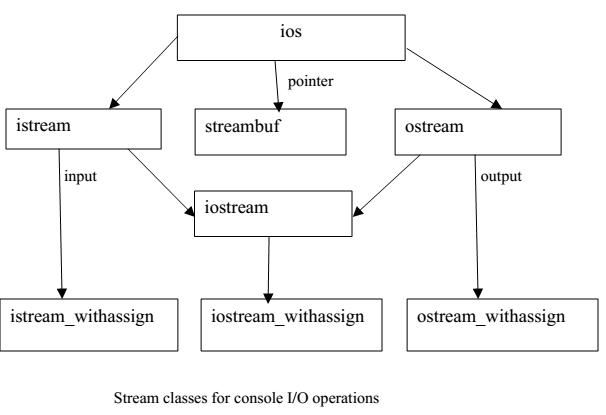 ios
pointer
istream
streambuf
ostream
input
output
iostream
istream_withassign
iostream_withassign
ostream_withassign
Stream classes for console I/O operations